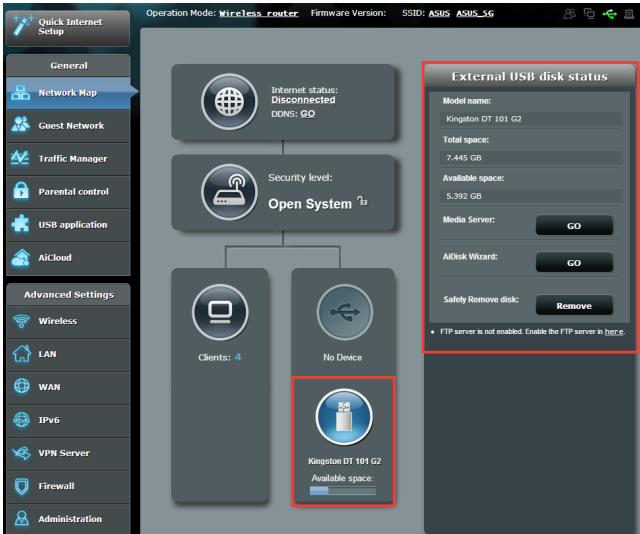 Quick Internet
Setup
Operation Mode: Wireless router Firmware Version: SSID: ASUS ASUS_5G
General
Network Map
Guest Network
Traffic Manager
Parental control
USB application
AiCloud
Advanced Settings
Wireless
LAN
WAN
IPv6
VPN Server
Firewall
Administration
Internet status:
Disconnected
DDNS: GO
Security level:
Open System
Clients: 4
No Device
Kingston DT 101 G2
Available space:
External USB disk status
Model name:
Kingston DT 101 G2
Total space:
7.445 GB
Available space:
5.392 GB
Media Server: GO
AiDisk Wizard: GO
Safely Remove disk: Remove
• FTP server is not enabled. Enable the FTP server in here.